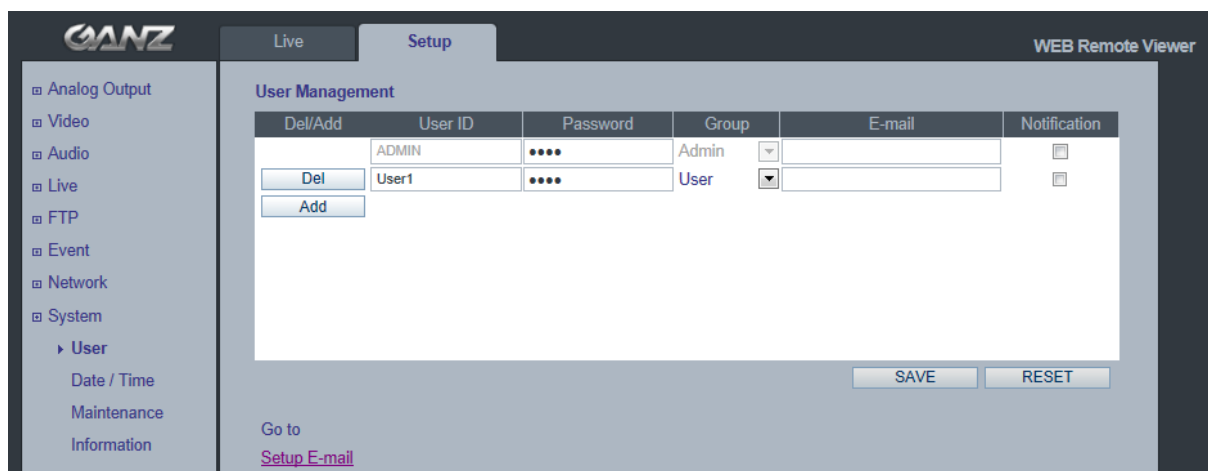 GANZ
Live
Setup
WEB Remote Viewer
Analog Output
Video
Audio
Live
FTP
Event
Network
System
User
Date / Time
Maintenance
Information
User Management
Del/Add User ID Password Group E-mail Notification
ADMIN •••• Admin
Del User1 •••• User
Add
SAVE RESET
Go to
Setup E-mail